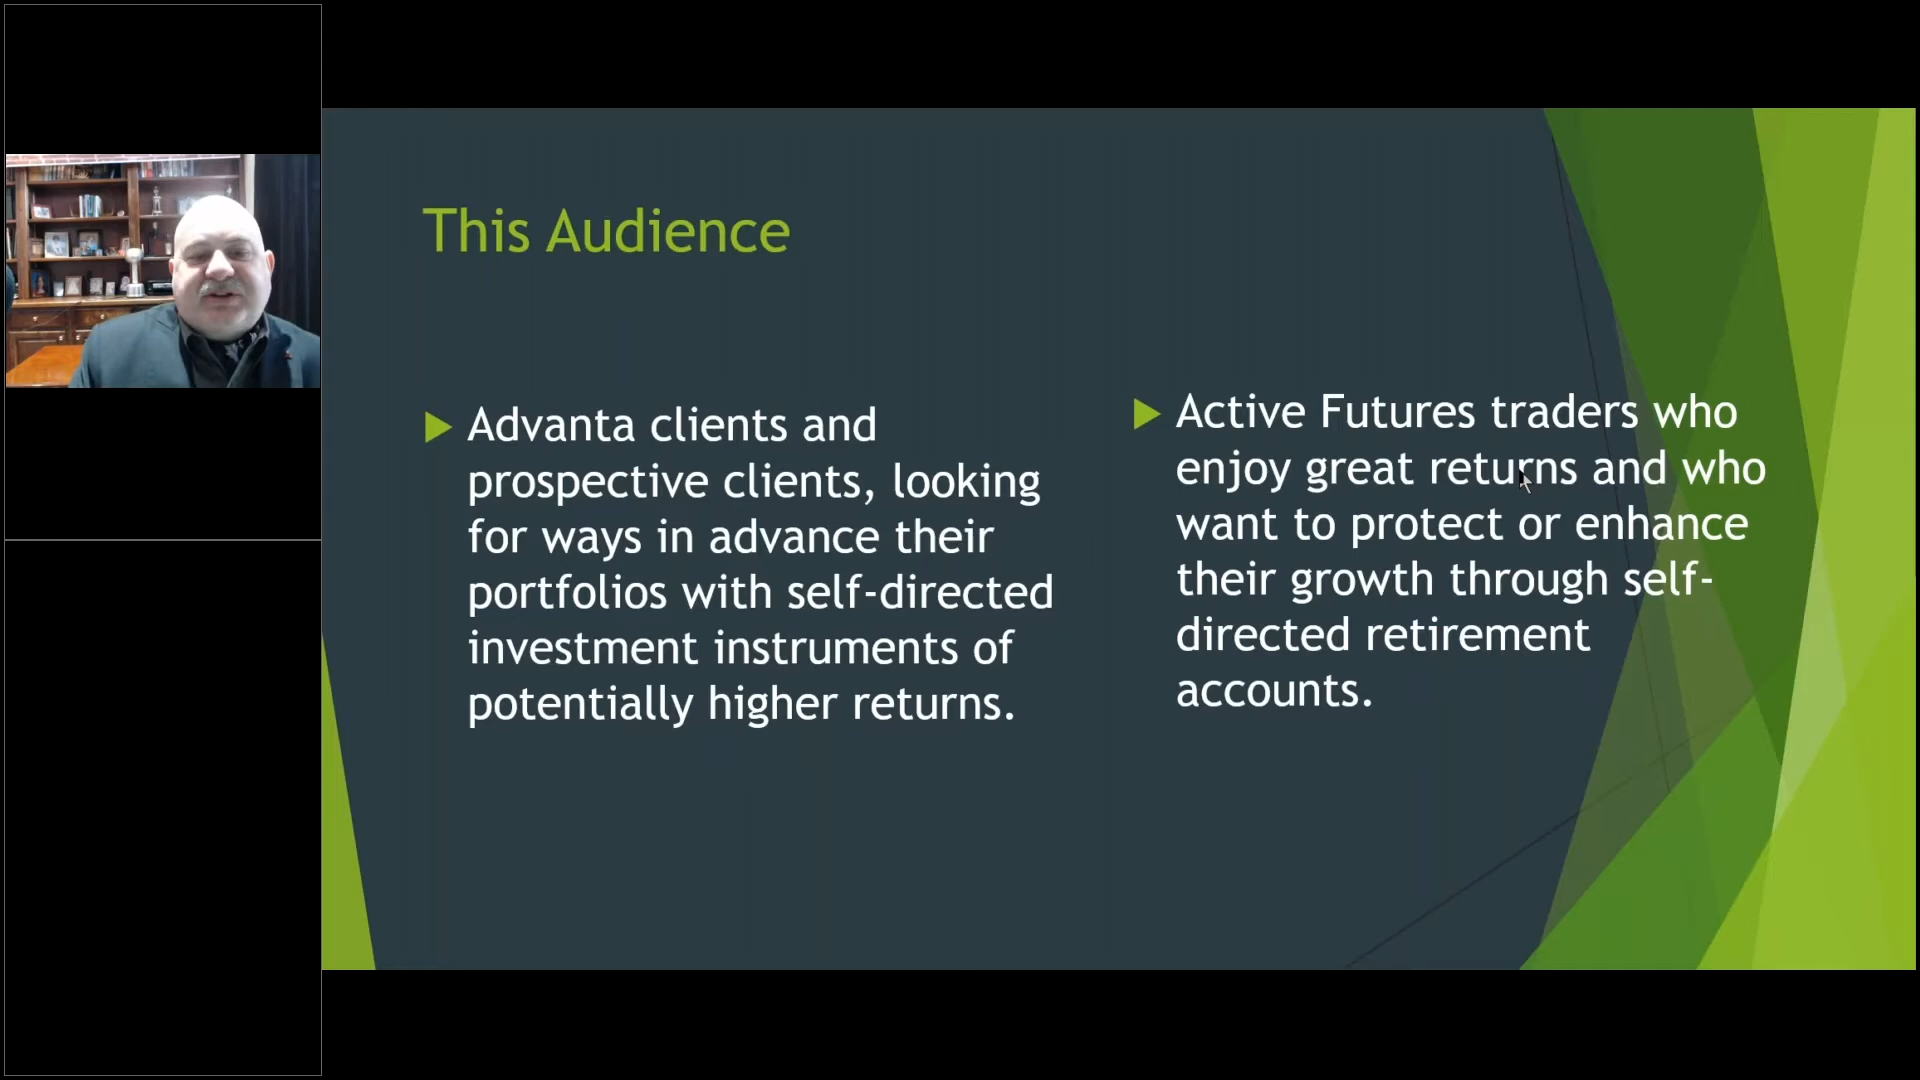 This Audience
Advanta clients and
prospective clients, looking
for ways in advance their
portfolios with self-directed
investment instruments of
potentially higher returns.
Active Futures traders who
enjoy great returns and who
want to protect or enhance
their growth through self-
directed retirement
accounts.